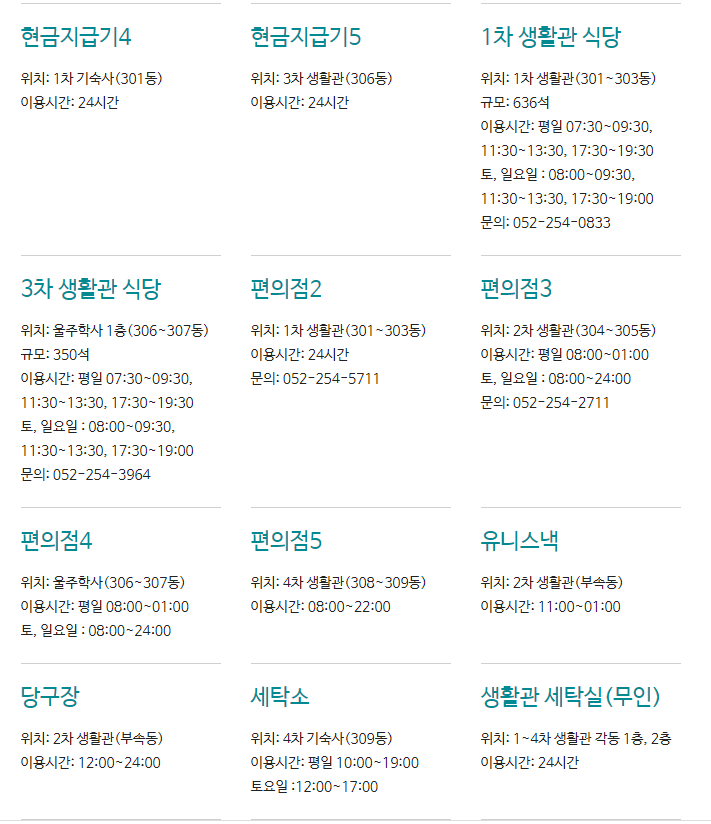 현금지급기4
위치: 1차 기숙사(301동)
이용시간: 24시간
현금지급기5
위치: 3차 생활관(306동)
이용시간: 24시간
1차 생활관 식당
위치: 1차 생활관(301~303동)
규모: 636석
이용시간: 평일 07:30~09:30,
11:30~13:30, 17:30~19:30
토, 일요일 : 08:00~09:30,
11:30~13:30, 17:30~19:00
문의: 052-254-0833
3차 생활관 식당
위치: 울주학사 1층(306~307동)
규모: 350석
이용시간: 평일 07:30~09:30,
11:30~13:30, 17:30~19:30
토, 일요일 : 08:00~09:30,
11:30~13:30, 17:30~19:00
문의: 052-254-3964
편의점2
위치: 1차 생활관(301~303동)
이용시간: 24시간
문의: 052-254-5711
편의점3
위치: 2차 생활관(304~305동)
이용시간: 평일 08:00~01:00
토, 일요일 : 08:00~24:00
문의: 052-254-2711
편의점4
위치: 울주학사(306~307동)
이용시간: 평일 08:00~01:00
토, 일요일 : 08:00~24:00
편의점5
위치: 4차 생활관(308~309동)
이용시간: 08:00~22:00
유니스낵
위치: 2차 생활관(부속동)
이용시간: 11:00~01:00
당구장
위치: 2차 생활관(부속동)
이용시간: 12:00~24:00
세탁소
위치: 4차 기숙사(309동)
이용시간: 평일 10:00~19:00
토요일 :12:00~17:00
생활관 세탁실(무인)
위치: 1~4차 생활관 각동 1층, 2층
이용시간: 24시간